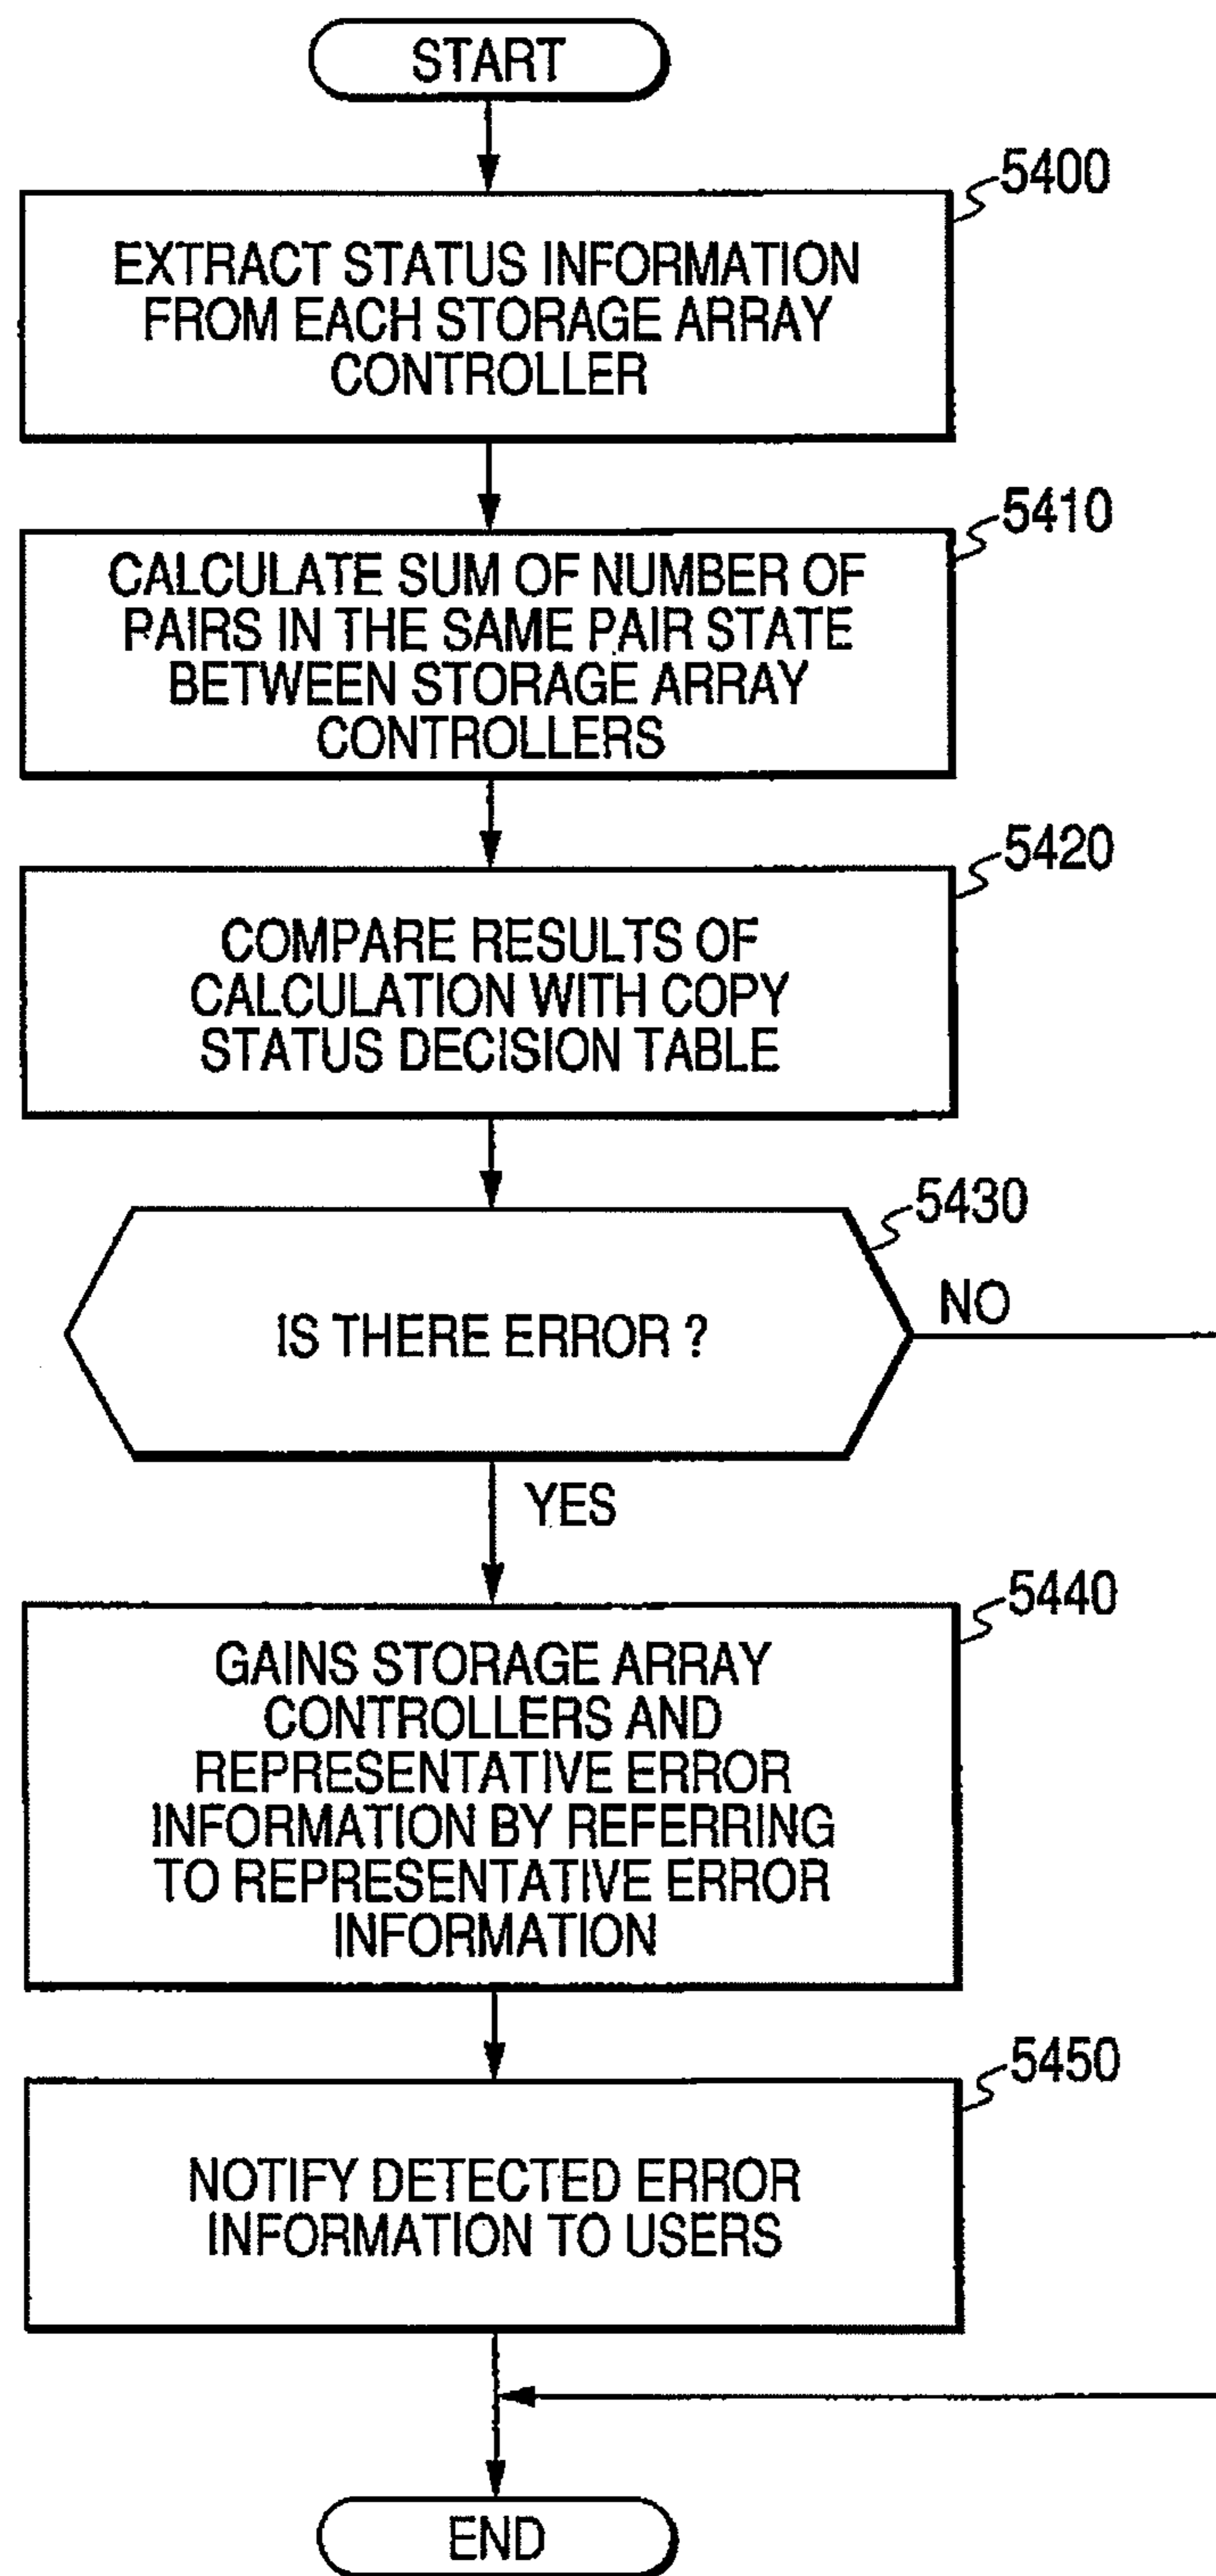 START
5400
EXTRACT STATUS INFORMATION
FROM EACH STORAGE ARRAY
CONTROLLER
5410
CALCULATE SUM OF NUMBER OF
PAIRS IN THE SAME PAIR STATE
BETWEEN STORAGE ARRAY
CONTROLLERS
5420
COMPARE RESULTS OF
CALCULATION WITH COPY
STATUS DECISION TABLE
5430
IS THERE ERROR ?
NO
YES
5440
GAINS STORAGE ARRAY
CONTROLLERS AND
REPRESENTATIVE ERROR
INFORMATION BY REFERRING
TO REPRESENTATIVE ERROR
INFORMATION
5450
NOTIFY DETECTED ERROR
INFORMATION TO USERS
END